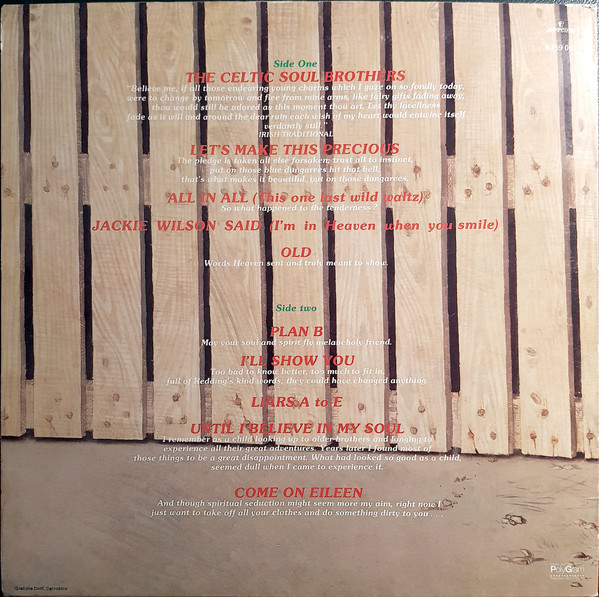 Side One
THE CELTIC SOUL BROTHERS
"Believe me, if all those endearing young charms which I gaze on so fondly today,
were to change by tomorrow and flee from mine arms, like fairy gifts fading away,
thou would still be adored as this moment thou art. Let thy loveliness
fade as it will and around the dear ruin each wish of my heart would entwine itself
verdantly still."
IRISH TRADITIONAL
LET'S MAKE THIS PRECIOUS
The pledge is taken all else forsaken, trust all to instinct,
put on those blue dungarees hit that bell,
that's what makes it beautiful, put on those dungarees.
ALL IN ALL (This one last wild waltz)
So what happened to the tenderness?
JACKIE WILSON SAID (I'm in Heaven when you smile)
OLD
Words Heaven sent and truly meant to show.
Side two
PLAN B
May your soul and spirit fly melancholy friend.
I'LL SHOW YOU
Too bad to know better, too much to fit in,
full of Redding's kind words, they could have changed anything
LIARS A to E
UNTIL I BELIEVE IN MY SOUL
I remember as a child looking up to older brothers and longing to
experience all their great adventures. Years later I found most of
those things to be a great disappointment. What had looked so good as a child,
seemed dull when I came to experience it.
COME ON EILEEN
And though spiritual seduction might seem more my aim, right now I
just want to take off all your clothes and do something dirty to you . . . .
PolyGram